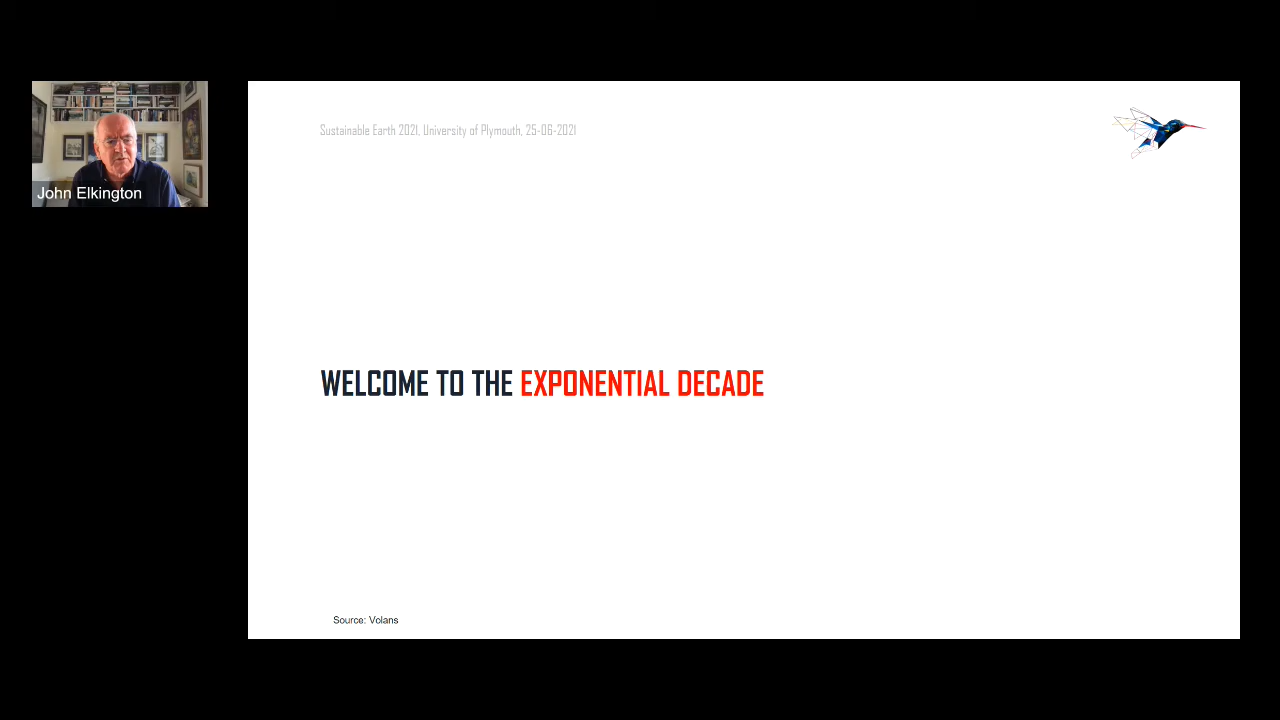 Sustainable Earth 2021, University of Plymouth, 25-06-2021
John Elkington
WELCOME TO THE EXPONENTIAL DECADE
Source: Volans